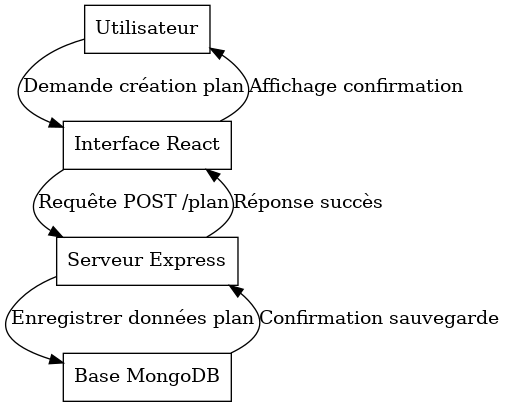 Utilisateur
Demande création plan
Affichage confirmation
Interface React
Requête POST /plan
Réponse succès
Serveur Express
Enregistrer données plan
Confirmation sauvegarde
Base MongoDB